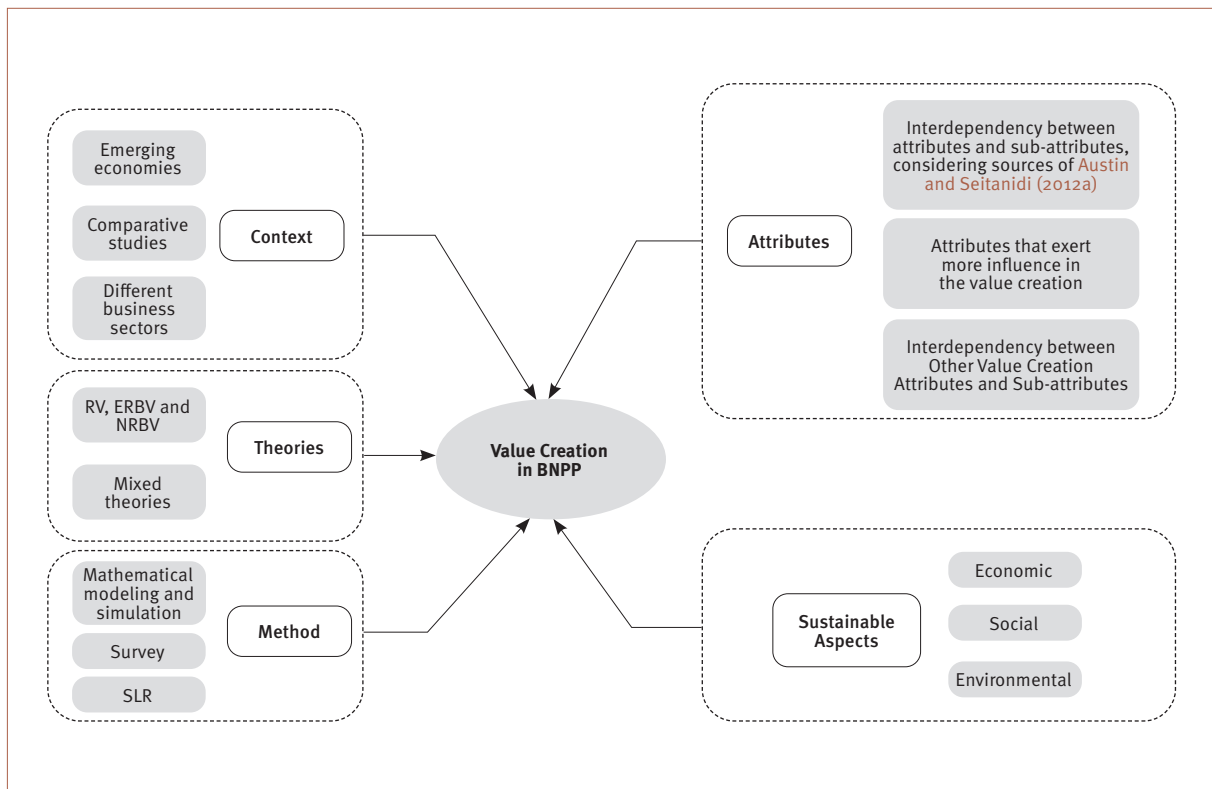 Emerging
economies
Comparative
studies
Different
business
sectors
Context
RV, ERBV and
NRBV
Mixed
theories
Theories
Mathematical
modeling and
simulation
Survey
SLR
Method
Value Creation
in BNPP
Attributes
Interdependency between
attributes and sub-attributes,
considering sources of Austin
and Seitanidi (2012a)
Attributes that exert
more influence in
the value creation
Interdependency between
Other Value Creation
Attributes and Sub-attributes
Sustainable
Aspects
Economic
Social
Environmental